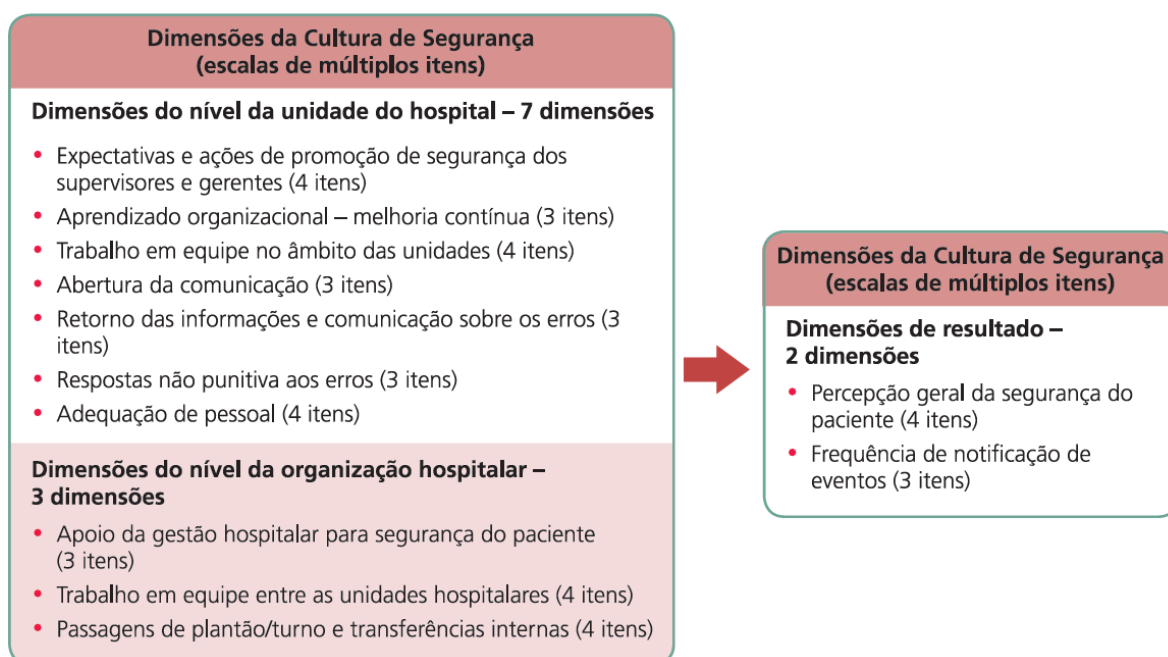 Dimensões da Cultura de Segurança
(escalas de múltiplos itens)
Dimensões do nível da unidade do hospital – 7 dimensões
• Expectativas e ações de promoção de segurança dos
supervisores e gerentes (4 itens)
• Aprendizado organizacional – melhoria contínua (3 itens)
• Trabalho em equipe no âmbito das unidades (4 itens)
• Abertura da comunicação (3 itens)
• Retorno das informações e comunicação sobre os erros (3
itens)
• Respostas não punitiva aos erros (3 itens)
• Adequação de pessoal (4 itens)
Dimensões do nível da organização hospitalar –
3 dimensões
• Apoio da gestão hospitalar para segurança do paciente
(3 itens)
• Trabalho em equipe entre as unidades hospitalares (4 itens)
• Passagens de plantão/turno e transferências internas (4 itens)
Dimensões da Cultura de Segurança
(escalas de múltiplos itens)
Dimensões de resultado –
2 dimensões
• Percepção geral da segurança do
paciente (4 itens)
• Frequência de notificação de
eventos (3 itens)